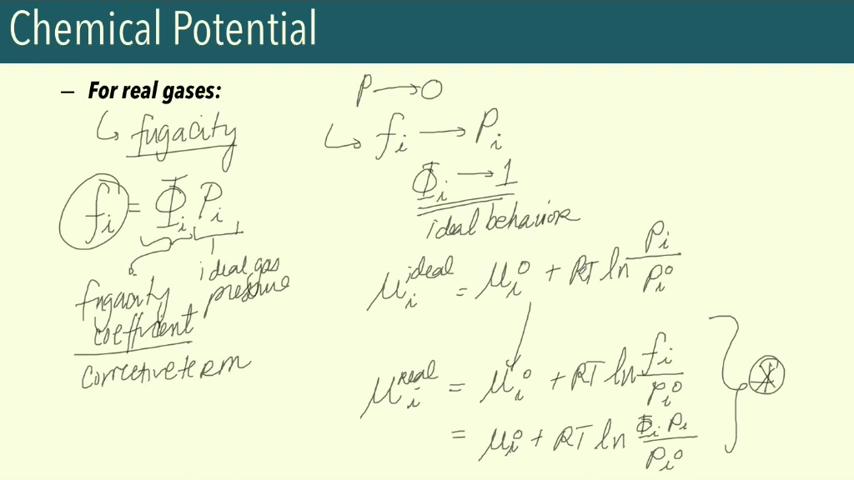 Chemical Potential
– For real gases:
↳ fugacity
fᵢ = Φᵢ Pᵢ
fugacity coefficient
corrective term
ideal gas pressure
P → 0
↳ fᵢ → Pᵢ
Φᵢ → 1
ideal behavior
μᵢ^ideal = μᵢ° + RT ln Pᵢ/Pᵢ°
μᵢ^real = μᵢ° + RT ln fᵢ/Pᵢ°
= μᵢ° + RT ln Φᵢ Pᵢ/Pᵢ°